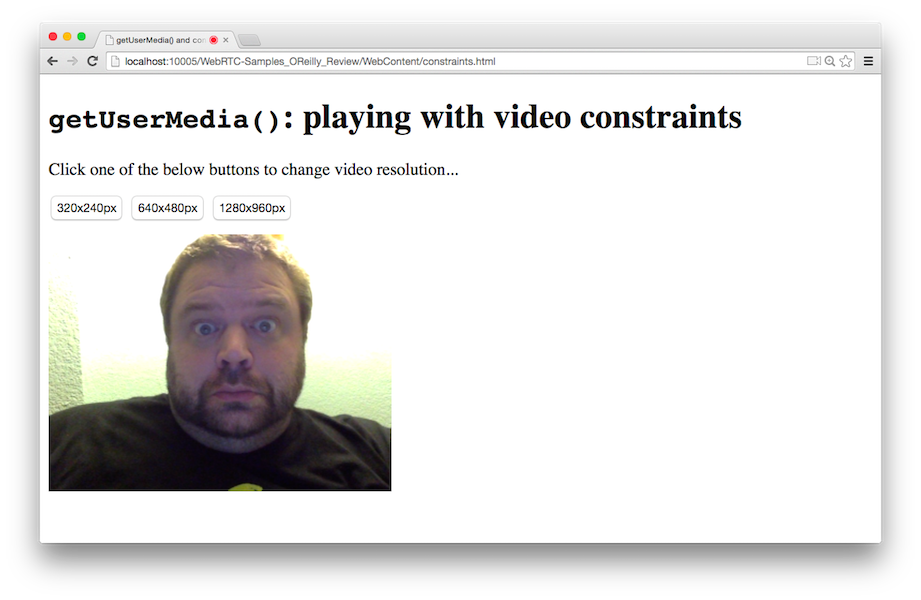 getUserMedia() and con
localhost:10005/WebRTC-Samples_OReilly_Review/WebContent/constraints.html
getUserMedia(): playing with video constraints
Click one of the below buttons to change video resolution...
320x240px 640x480px 1280x960px